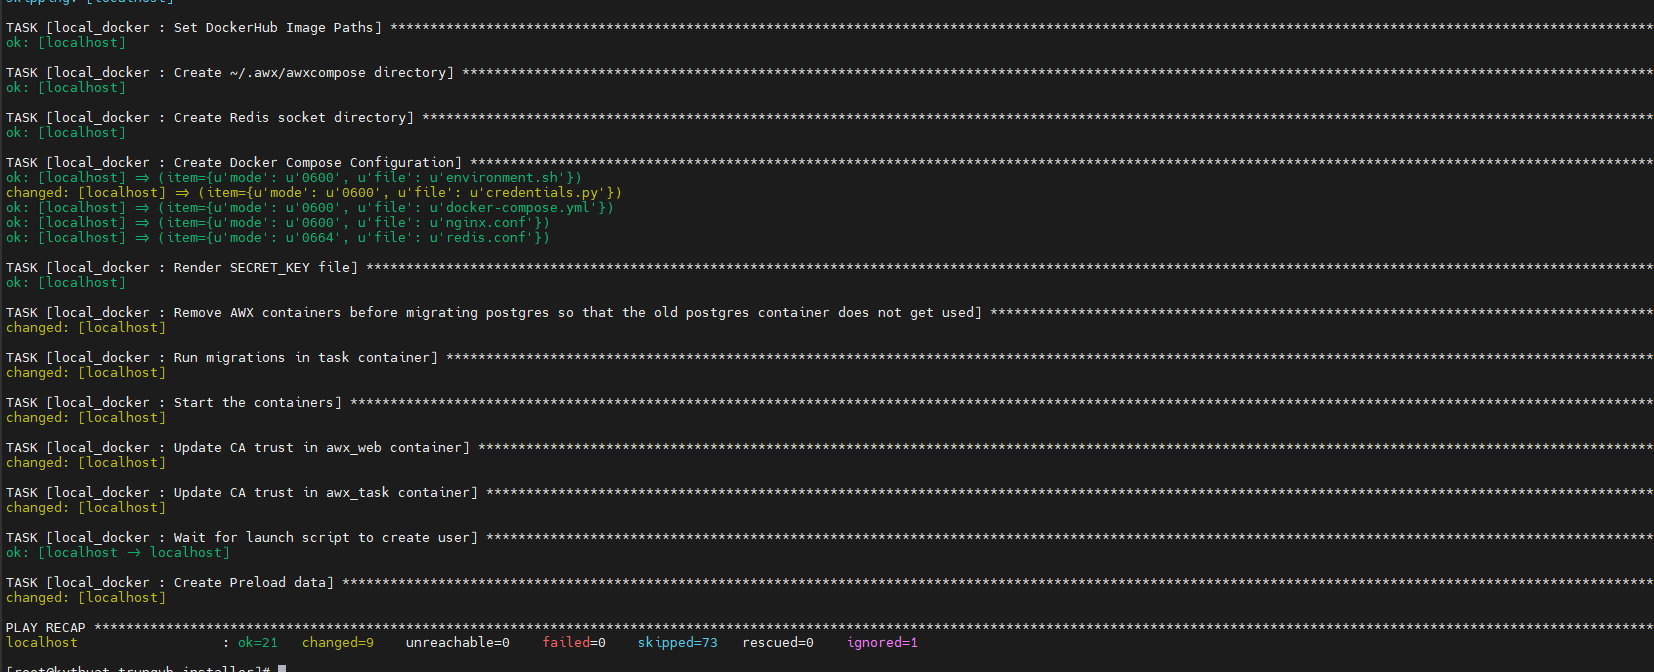 skipping: [localhost]
TASK [local_docker : Set DockerHub Image Paths] ****************************************************************************************************************************************************************
ok: [localhost]
TASK [local_docker : Create ~/.awx/awxcompose directory] *******************************************************************************************************************************************************
ok: [localhost]
TASK [local_docker : Create Redis socket directory] ************************************************************************************************************************************************************
ok: [localhost]
TASK [local_docker : Create Docker Compose Configuration] ******************************************************************************************************************************************************
ok: [localhost] => (item={u'mode': u'0600', u'file': u'environment.sh'})
changed: [localhost] => (item={u'mode': u'0600', u'file': u'credentials.py'})
ok: [localhost] => (item={u'mode': u'0600', u'file': u'docker-compose.yml'})
ok: [localhost] => (item={u'mode': u'0600', u'file': u'nginx.conf'})
ok: [localhost] => (item={u'mode': u'0664', u'file': u'redis.conf'})
TASK [local_docker : Render SECRET_KEY file] *******************************************************************************************************************************************************************
ok: [localhost]
TASK [local_docker : Remove AWX containers before migrating postgres so that the old postgres container does not get used] *************************************************************************************
changed: [localhost]
TASK [local_docker : Run migrations in task container] *********************************************************************************************************************************************************
changed: [localhost]
TASK [local_docker : Start the containers] *********************************************************************************************************************************************************************
changed: [localhost]
TASK [local_docker : Update CA trust in awx_web container] *****************************************************************************************************************************************************
changed: [localhost]
TASK [local_docker : Update CA trust in awx_task container] ****************************************************************************************************************************************************
changed: [localhost]
TASK [local_docker : Wait for launch script to create user] ****************************************************************************************************************************************************
ok: [localhost -> localhost]
TASK [local_docker : Create Preload data] **********************************************************************************************************************************************************************
changed: [localhost]
PLAY RECAP *****************************************************************************************************************************************************************************************************
localhost : ok=21 changed=9 unreachable=0 failed=0 skipped=73 rescued=0 ignored=1
[root@kythuat-trungvb installer]#